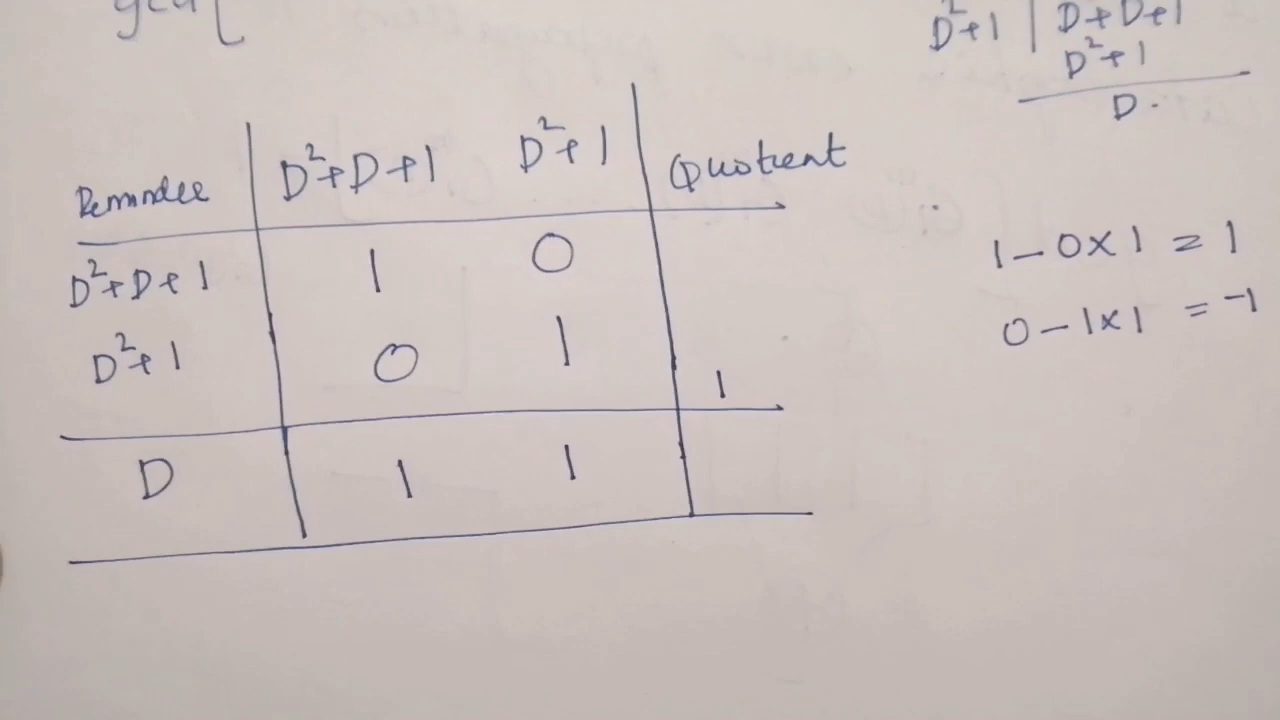 gcd [
D²+1 | D²+D+1
D²+1
D.
Reminder D²+D+1 D²+1 Quotient
D²+D+1 1 0
D²+1 0 1 1
D 1 1
1-0×1 = 1
0-1×1 = -1